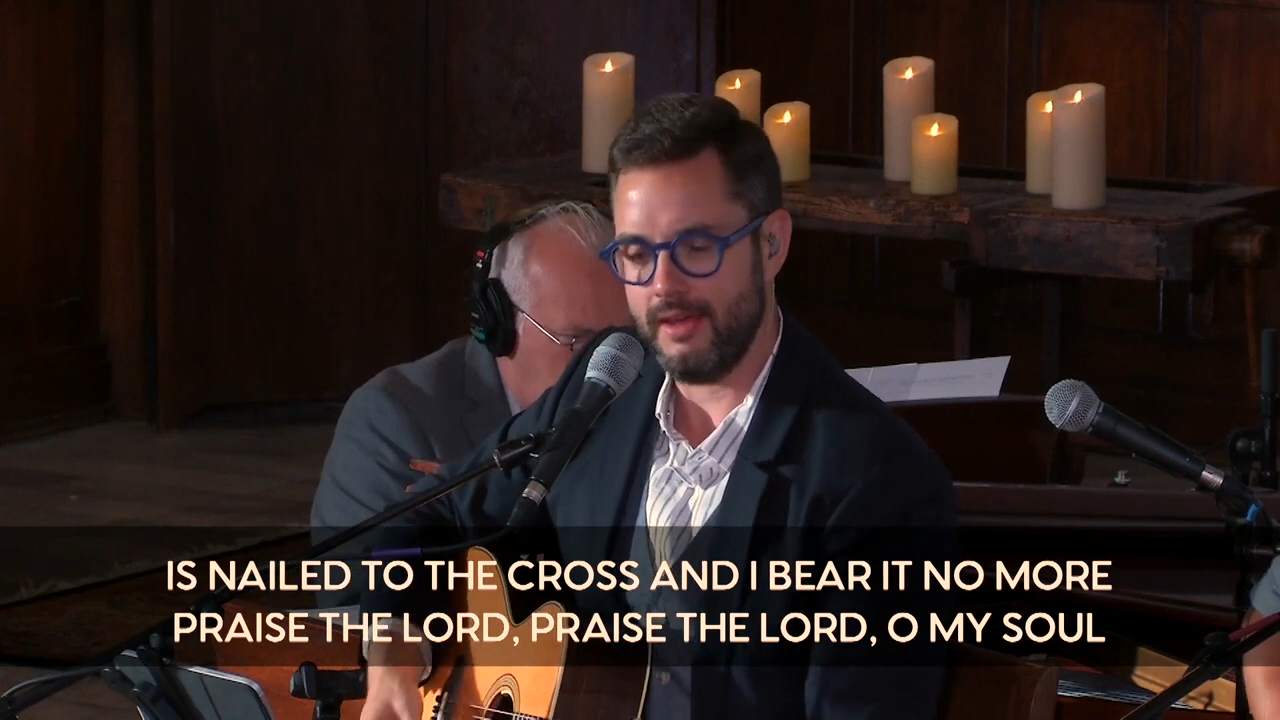 IS NAILED TO THE CROSS AND I BEAR IT NO MORE
PRAISE THE LORD, PRAISE THE LORD, O MY SOUL